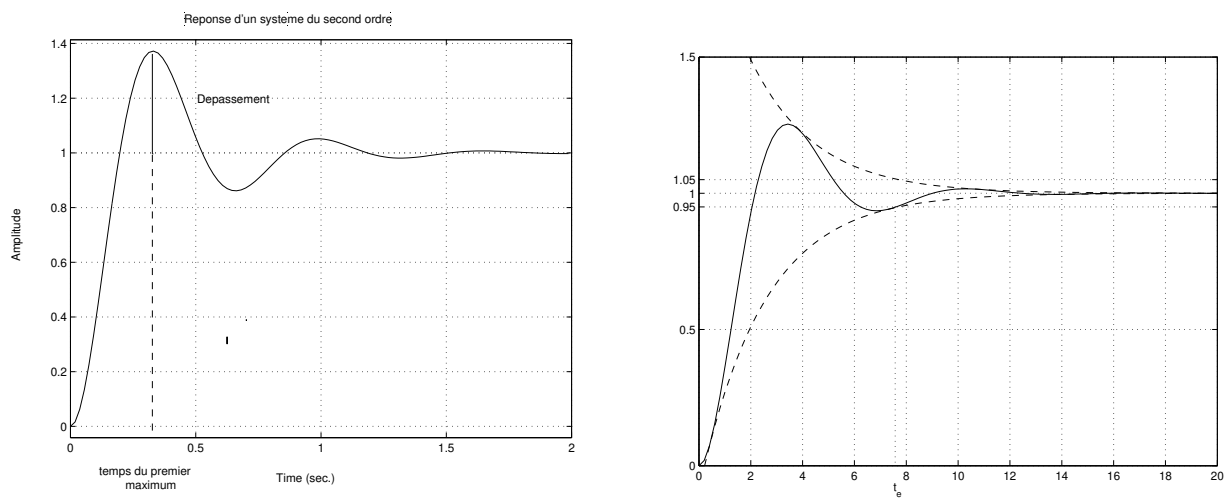 Reponse d'un systeme du second ordre
1.4
1.2
1
0.8
0.6
0.4
0.2
0
Amplitude
Depassement
0 0.5 1 1.5 2
temps du premier
maximum
Time (sec.)
1.5
1.05
1
0.95
0.5
0
0 2 4 6 8 10 12 14 16 18 20
te